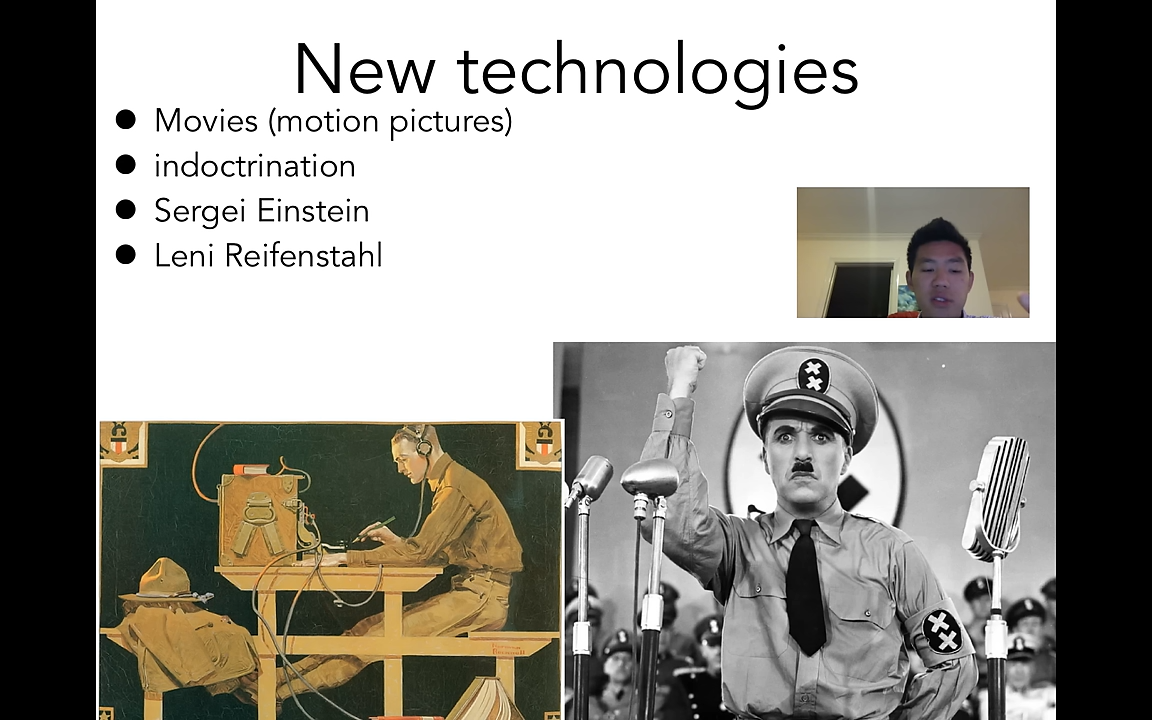 New technologies
Movies (motion pictures)
indoctrination
Sergei Einstein
Leni Reifenstahl